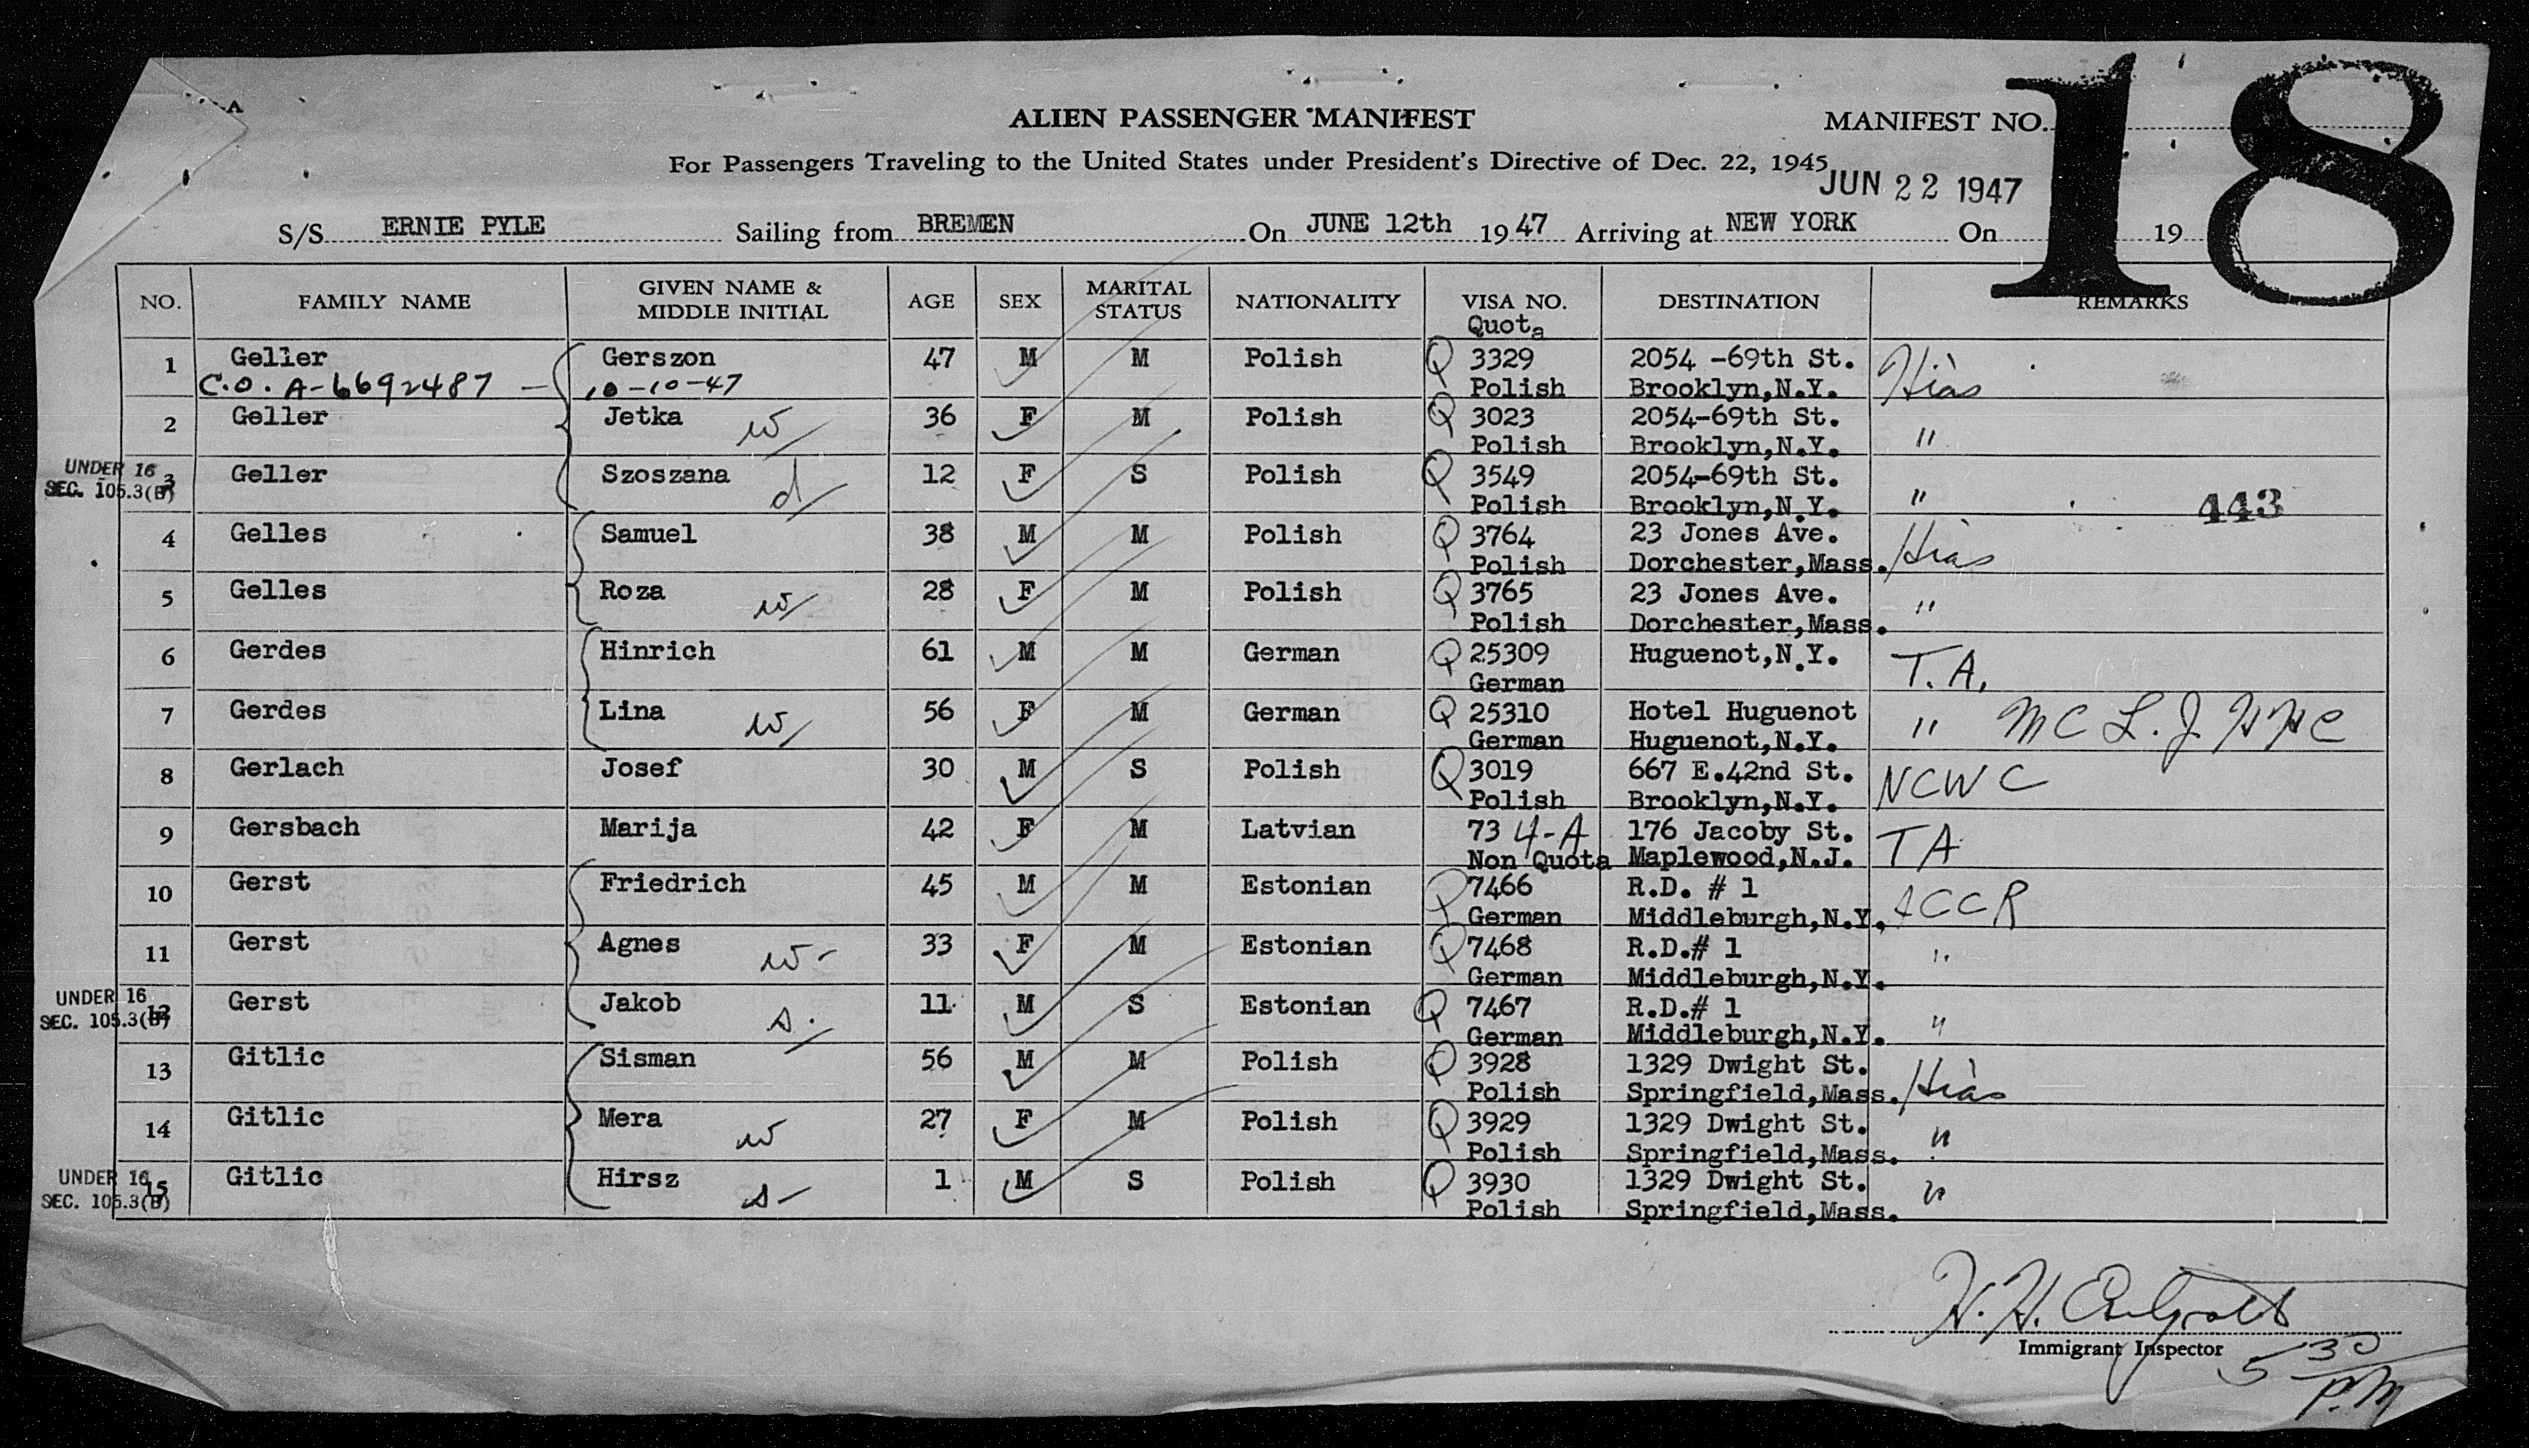 18
ALIEN PASSENGER MANIFEST
MANIFEST NO.
For Passengers Traveling to the United States under President's Directive of Dec. 22, 1945
JUN 22 1947
S/S ERNIE PYLE Sailing from BREMEN On JUNE 12th 1947 Arriving at NEW YORK On 19
NO. FAMILY NAME GIVEN NAME & MIDDLE INITIAL AGE SEX MARITAL STATUS NATIONALITY VISA NO. Quota DESTINATION REMARKS
1 Geller Gerszon 47 M M Polish Q 3329 2054 -69th St. Hias
C.O. A-6692487 - 10-10-47 Polish Brooklyn,N.Y.
2 Geller Jetka w 36 F M Polish Q 3023 2054-69th St. "
Polish Brooklyn,N.Y.
UNDER 16
SEC. 105.3(B)
3 Geller Szoszana d 12 F S Polish Q 3549 2054-69th St. "
Polish Brooklyn,N.Y.
443
4 Gelles Samuel 38 M M Polish Q 3764 23 Jones Ave. Hias
Polish Dorchester,Mass.
5 Gelles Roza w 28 F M Polish Q 3765 23 Jones Ave. "
Polish Dorchester,Mass.
6 Gerdes Hinrich 61 M M German Q 25309 Huguenot,N.Y. T.A.
German
7 Gerdes Lina w 56 F M German Q 25310 Hotel Huguenot "
German Huguenot,N.Y.
8 Gerlach Josef 30 M S Polish Q 3019 667 E.42nd St. NCWC
Polish Brooklyn,N.Y.
9 Gersbach Marija 42 F M Latvian 73 4-A 176 Jacoby St. TA
Non Quota Maplewood,N.J.
10 Gerst Friedrich 45 M M Estonian Q 7466 R.D. # 1 ACCR
German Middleburgh,N.Y.
11 Gerst Agnes w- 33 F M Estonian Q 7468 R.D.# 1 "
German Middleburgh,N.Y.
UNDER 16
SEC. 105.3(B)
12 Gerst Jakob s. 11 M S Estonian Q 7467 R.D.# 1 "
German Middleburgh,N.Y.
13 Gitlic Sisman 56 M M Polish Q 3928 1329 Dwight St. Hias
Polish Springfield,Mass.
14 Gitlic Mera w 27 F M Polish Q 3929 1329 Dwight St. "
Polish Springfield,Mass.
UNDER 16
SEC. 105.3(B)
15 Gitlic Hirsz s- 1 M S Polish Q 3930 1329 Dwight St. "
Polish Springfield,Mass.
Immigrant Inspector
5 30 P.M